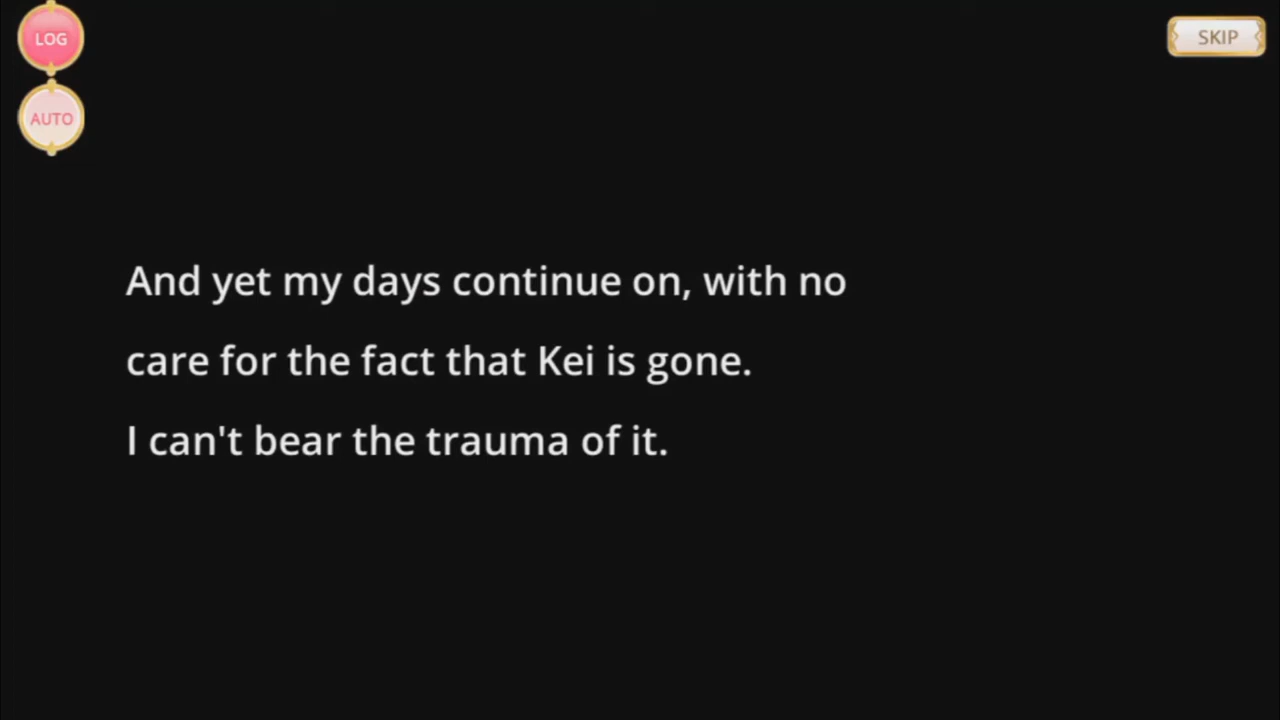 LOG
SKIP
AUTO
And yet my days continue on, with no
care for the fact that Kei is gone.
I can't bear the trauma of it.